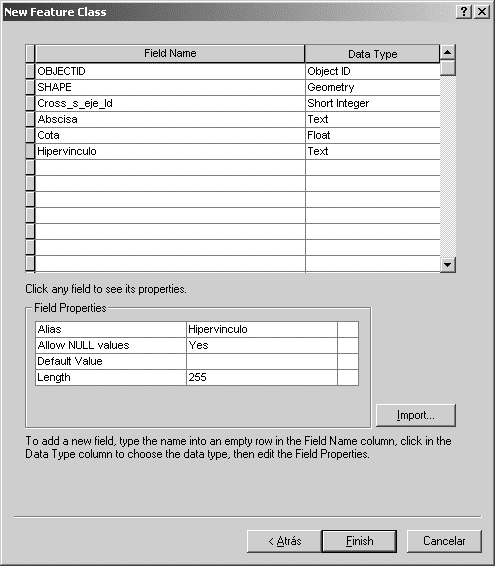 New Feature Class
Field Name Data Type
OBJECTID Object ID
SHAPE Geometry
Cross_s_eje_Id Short Integer
Abscisa Text
Cota Float
Hipervinculo Text
Click any field to see its properties.
Field Properties
Alias Hipervinculo
Allow NULL values Yes
Default Value
Length 255
Import...
To add a new field, type the name into an empty row in the Field Name column, click in the
Data Type column to choose the data type, then edit the Field Properties.
< Atrás Finish Cancelar